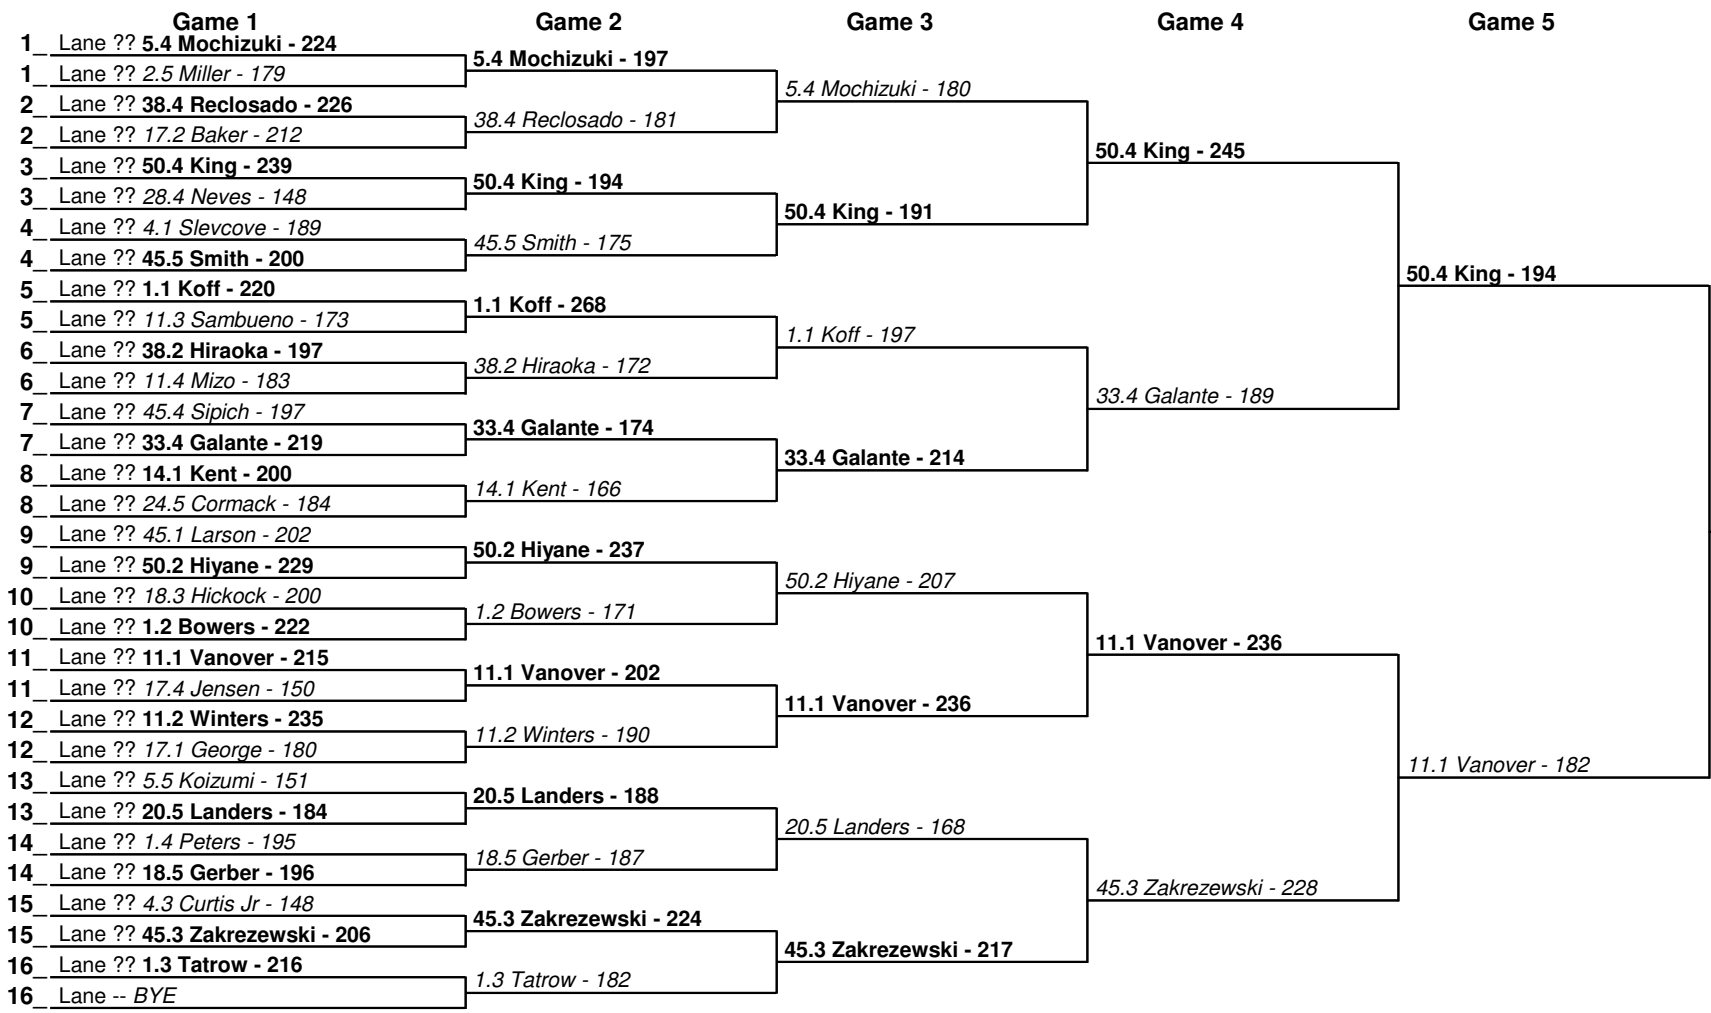 Game 1 Game 2 Game 3 Game 4 Game 5
1_ Lane ?? 5.4 Mochizuki - 224
1_ Lane ?? 2.5 Miller - 179
2_ Lane ?? 38.4 Reclosado - 226
2_ Lane ?? 17.2 Baker - 212
3_ Lane ?? 50.4 King - 239
3_ Lane ?? 28.4 Neves - 148
4_ Lane ?? 4.1 Slevcove - 189
4_ Lane ?? 45.5 Smith - 200
5_ Lane ?? 1.1 Koff - 220
5_ Lane ?? 11.3 Sambueno - 173
6_ Lane ?? 38.2 Hiraoka - 197
6_ Lane ?? 11.4 Mizo - 183
7_ Lane ?? 45.4 Sipich - 197
7_ Lane ?? 33.4 Galante - 219
8_ Lane ?? 14.1 Kent - 200
8_ Lane ?? 24.5 Cormack - 184
9_ Lane ?? 45.1 Larson - 202
9_ Lane ?? 50.2 Hiyane - 229
10_ Lane ?? 18.3 Hickock - 200
10_ Lane ?? 1.2 Bowers - 222
11_ Lane ?? 11.1 Vanover - 215
11_ Lane ?? 17.4 Jensen - 150
12_ Lane ?? 11.2 Winters - 235
12_ Lane ?? 17.1 George - 180
13_ Lane ?? 5.5 Koizumi - 151
13_ Lane ?? 20.5 Landers - 184
14_ Lane ?? 1.4 Peters - 195
14_ Lane ?? 18.5 Gerber - 196
15_ Lane ?? 4.3 Curtis Jr - 148
15_ Lane ?? 45.3 Zakrezewski - 206
16_ Lane ?? 1.3 Tatrow - 216
16_ Lane -- BYE
5.4 Mochizuki - 197
38.4 Reclosado - 181
50.4 King - 194
45.5 Smith - 175
1.1 Koff - 268
38.2 Hiraoka - 172
33.4 Galante - 174
14.1 Kent - 166
50.2 Hiyane - 237
1.2 Bowers - 171
11.1 Vanover - 202
11.2 Winters - 190
20.5 Landers - 188
18.5 Gerber - 187
45.3 Zakrezewski - 224
1.3 Tatrow - 182
5.4 Mochizuki - 180
50.4 King - 191
1.1 Koff - 197
33.4 Galante - 214
50.2 Hiyane - 207
11.1 Vanover - 236
20.5 Landers - 168
45.3 Zakrezewski - 217
50.4 King - 245
33.4 Galante - 189
11.1 Vanover - 236
45.3 Zakrezewski - 228
50.4 King - 194
11.1 Vanover - 182